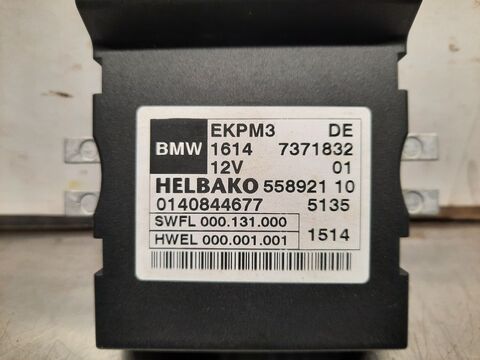 EKPM3 DE
BMW 1614 7371832
12V 01
HELBAKO 558921 10
0140844677 5135
SWFL 000.131.000
HWEL 000.001.001 1514